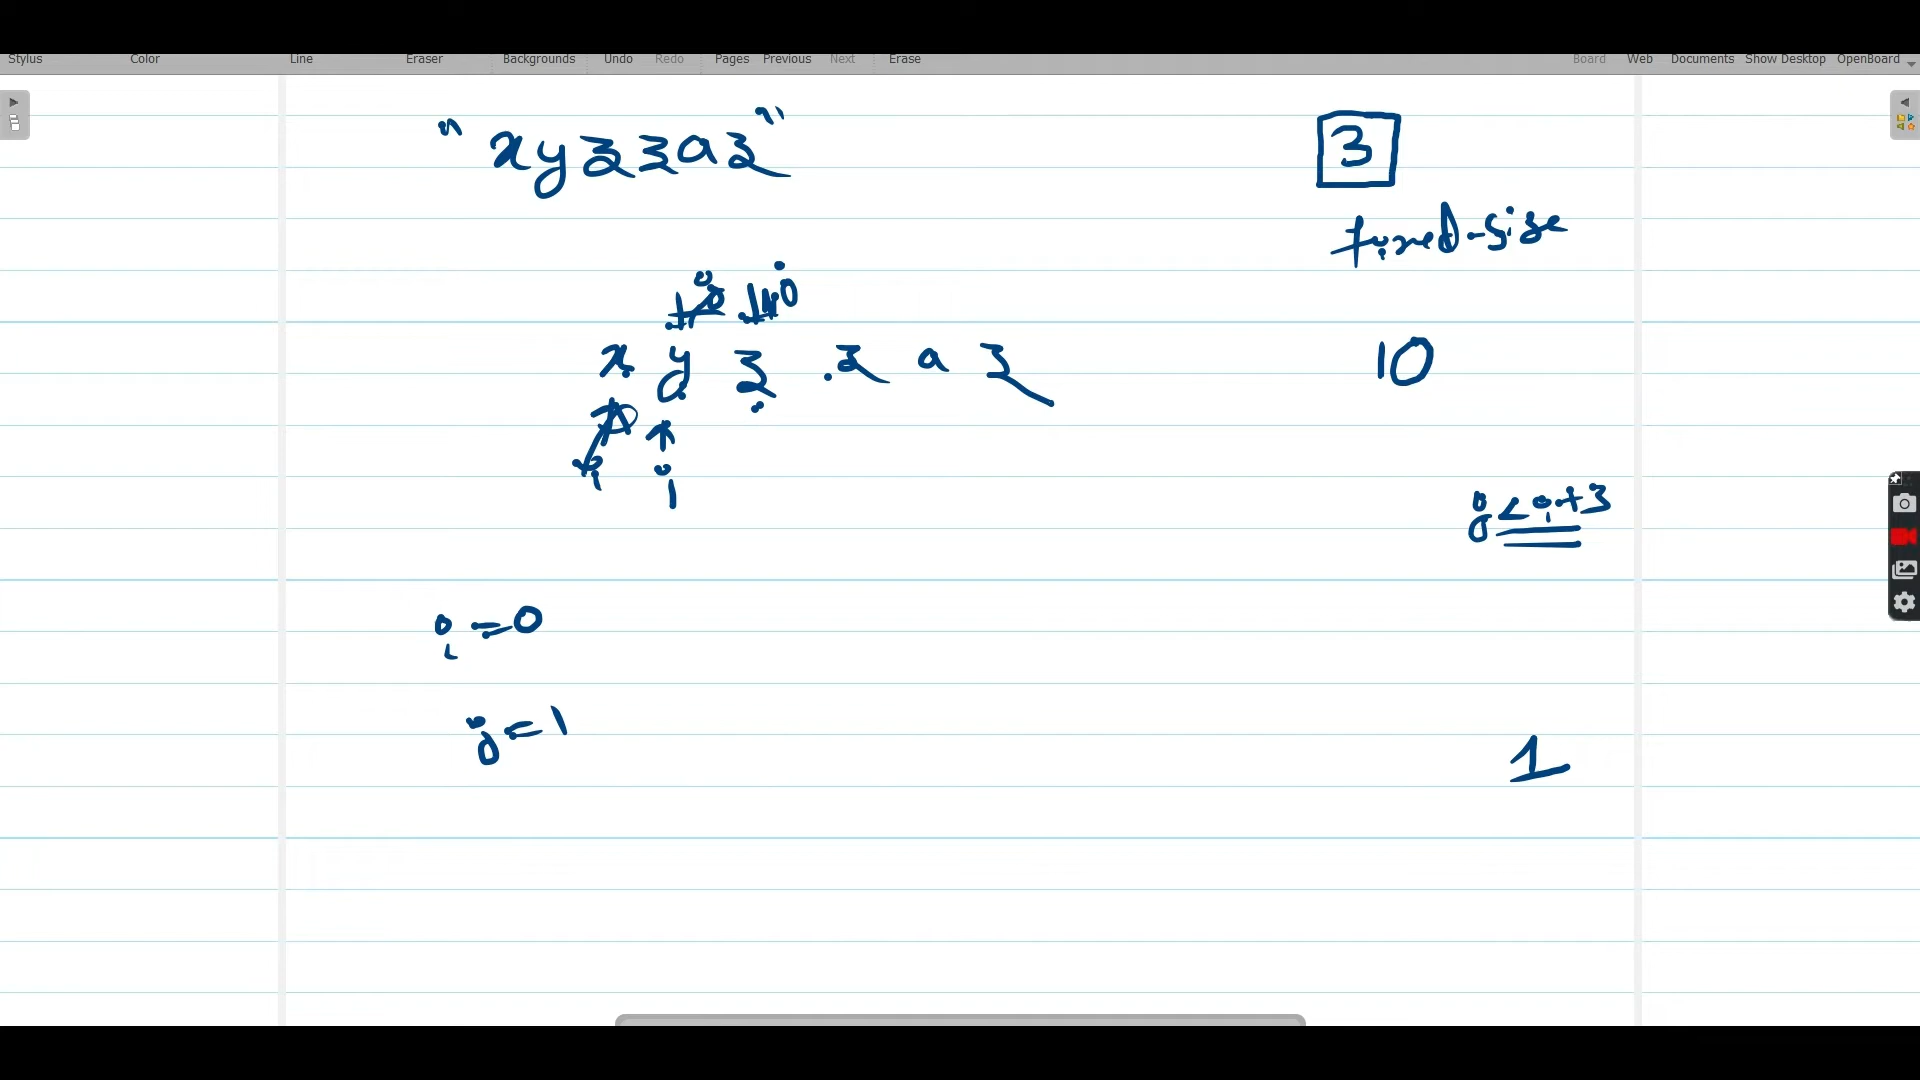 Stylus Color Line Eraser Backgrounds Undo Redo Pages Previous Next Erase Board Web Documents Show Desktop OpenBoard
"xyzzaz"
3
fixed-size
x y z z a z
10
i
i
j < i + 3
i = 0
j = 1
1